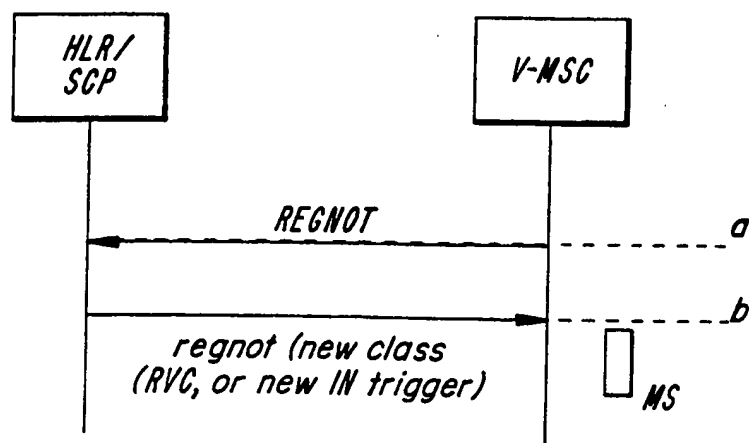 HLR/
SCP
V-MSC
REGNOT
a
b
regnot (new class
(RVC, or new IN trigger)
MS